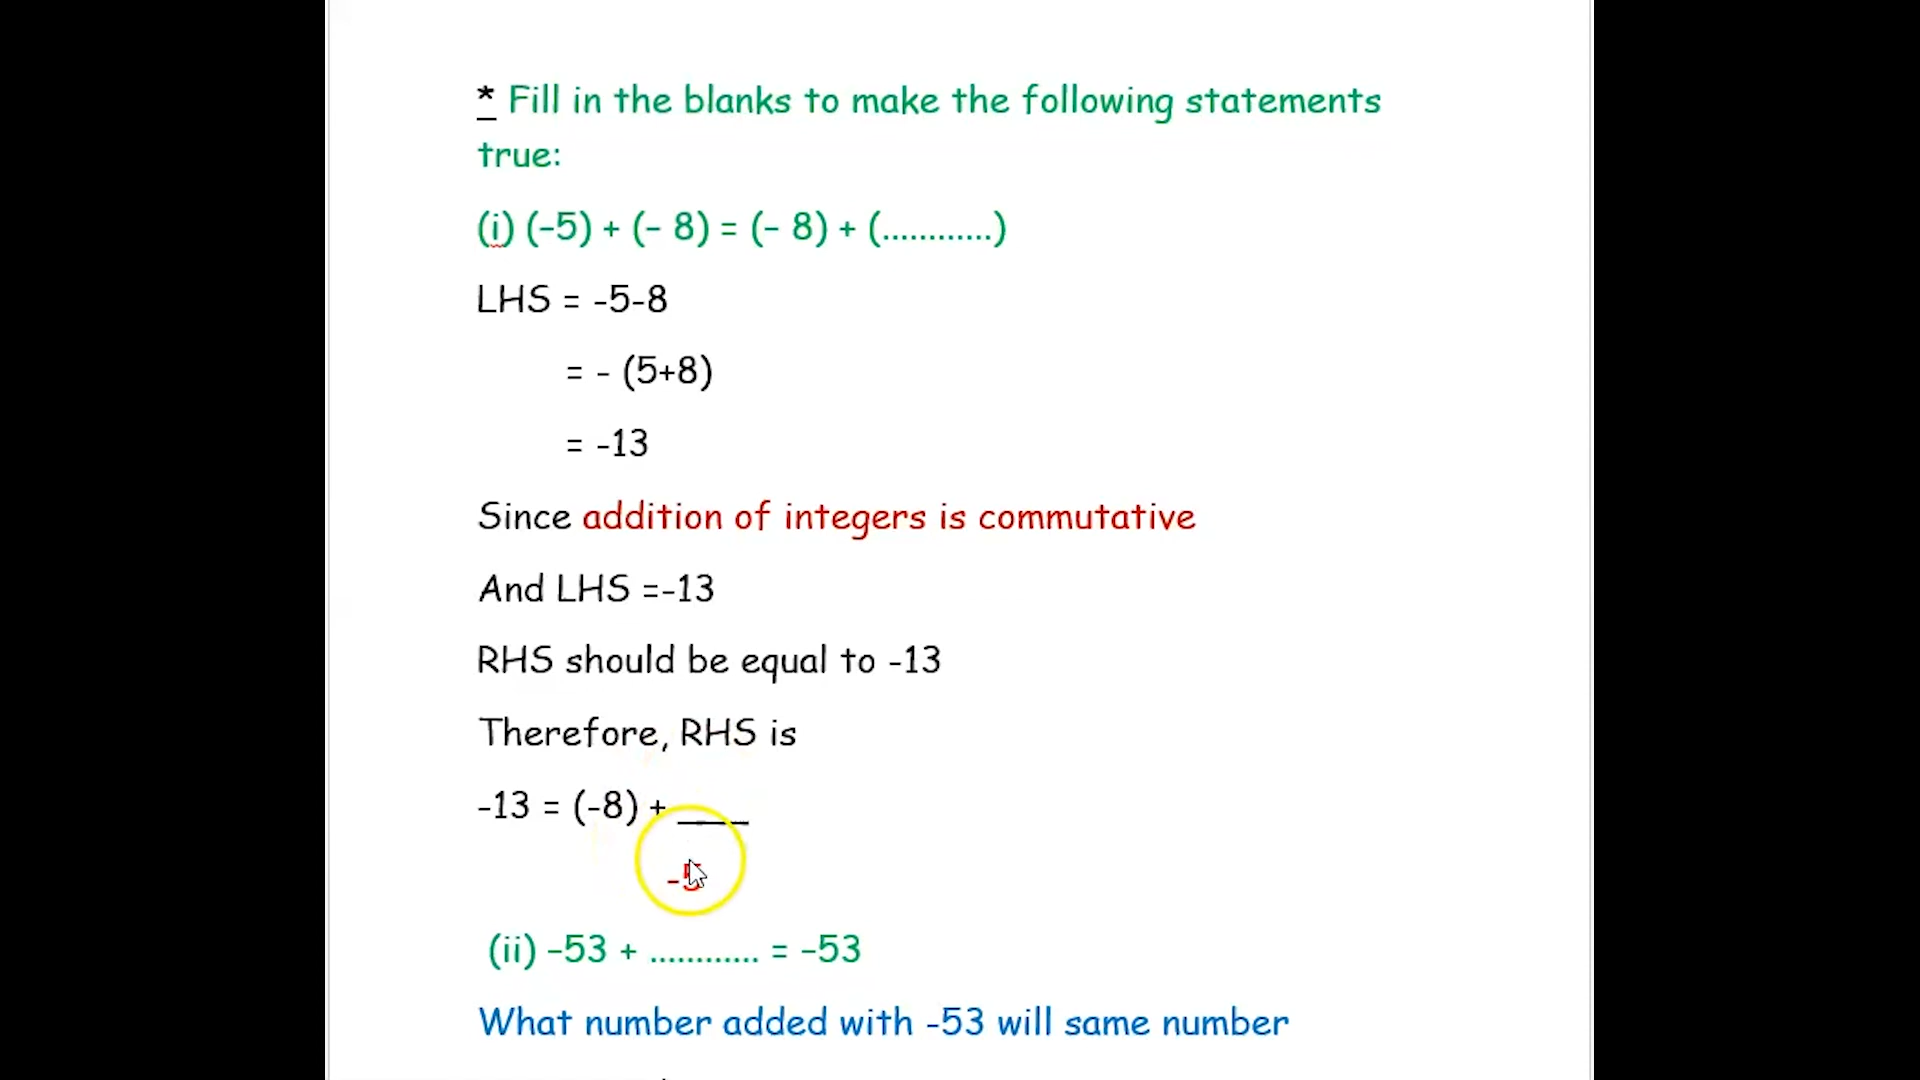 * Fill in the blanks to make the following statements
true:
(i) (-5) + (- 8) = (- 8) + (............)
LHS = -5-8
= - (5+8)
= -13
Since addition of integers is commutative
And LHS =-13
RHS should be equal to -13
Therefore, RHS is
-13 = (-8) + ____
-5
(ii) -53 + ............ = -53
What number added with -53 will same number